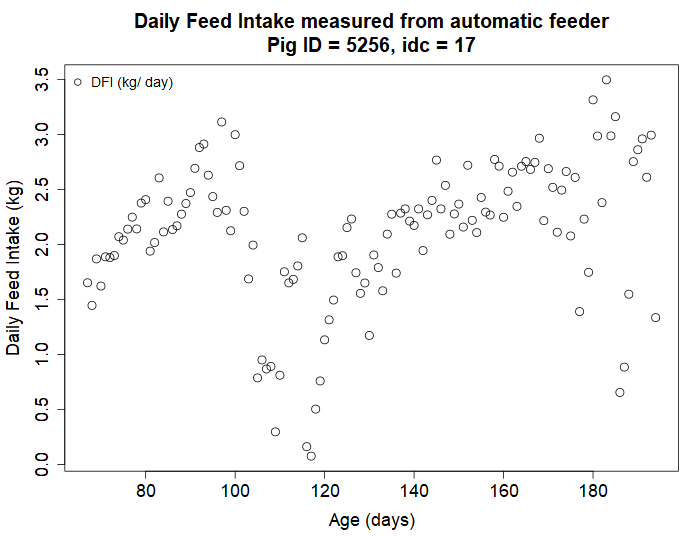 Daily Feed Intake measured from automatic feeder
Pig ID = 5256, idc = 17
DFI (kg/ day)
3.5
3.0
2.5
2.0
1.5
1.0
0.5
0.0
Daily Feed Intake (kg)
80 100 120 140 160 180
Age (days)